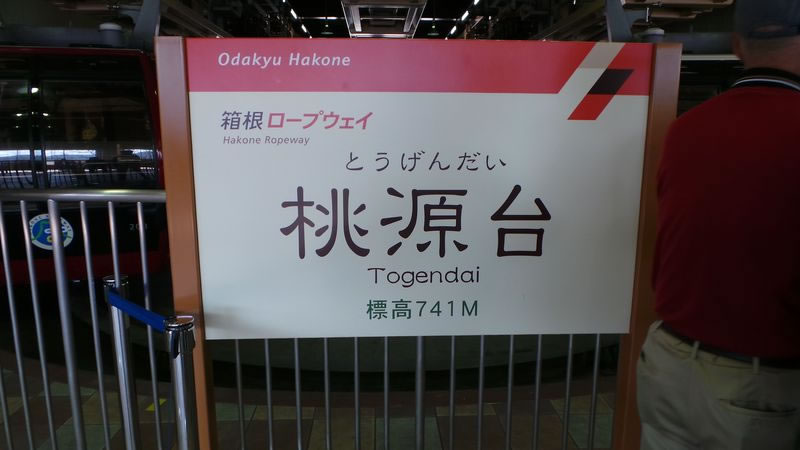 Odakyu Hakone
箱根ロープウェイ
Hakone Ropeway
とうげんだい
桃源台
Togendai
標高741M